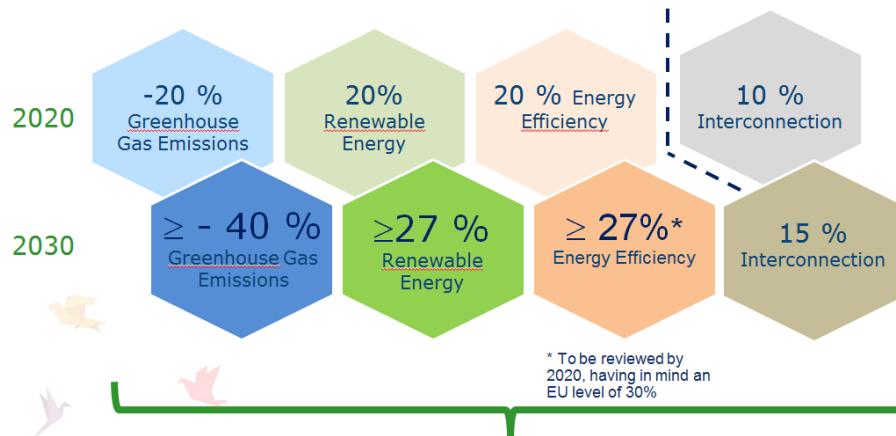 2020
-20 %
Greenhouse
Gas Emissions
20%
Renewable
Energy
20 % Energy
Efficiency
10 %
Interconnection
2030
≥ - 40 %
Greenhouse Gas
Emissions
≥27 %
Renewable
Energy
≥ 27%*
Energy Efficiency
15 %
Interconnection
* To be reviewed by
2020, having in mind an
EU level of 30%